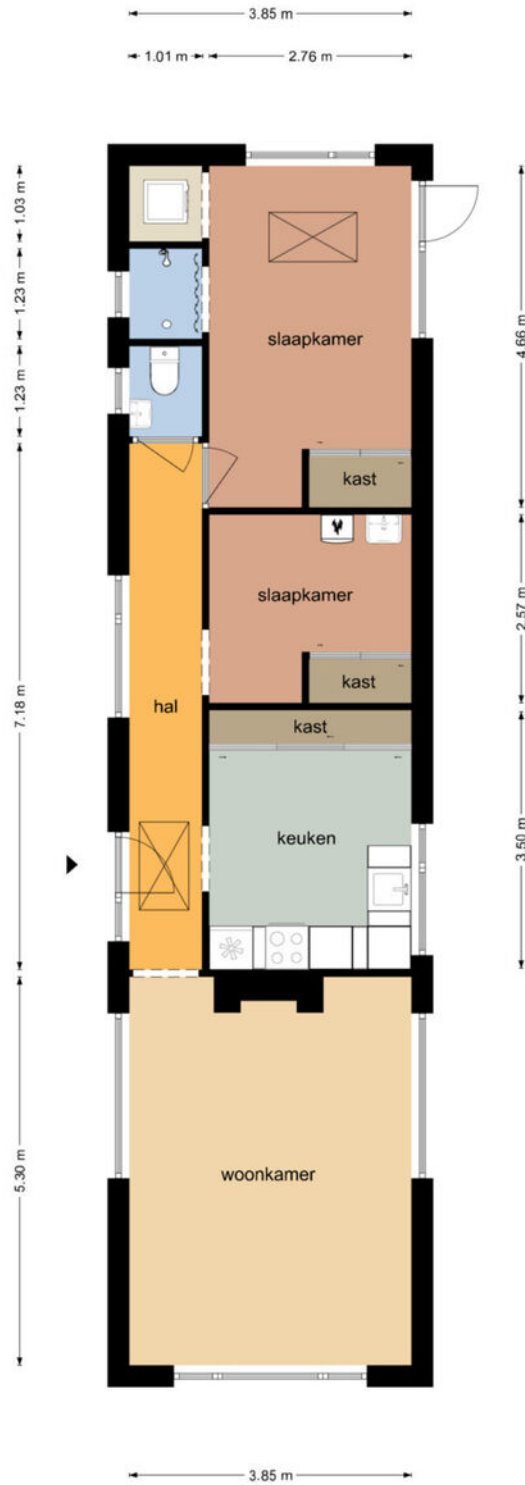 3.85 m
1.01 m
2.76 m
1.03 m
1.23 m
1.23 m
7.18 m
5.30 m
4.66 m
2.57 m
3.50 m
slaapkamer
kast
slaapkamer
kast
hal
kast
keuken
woonkamer
3.85 m